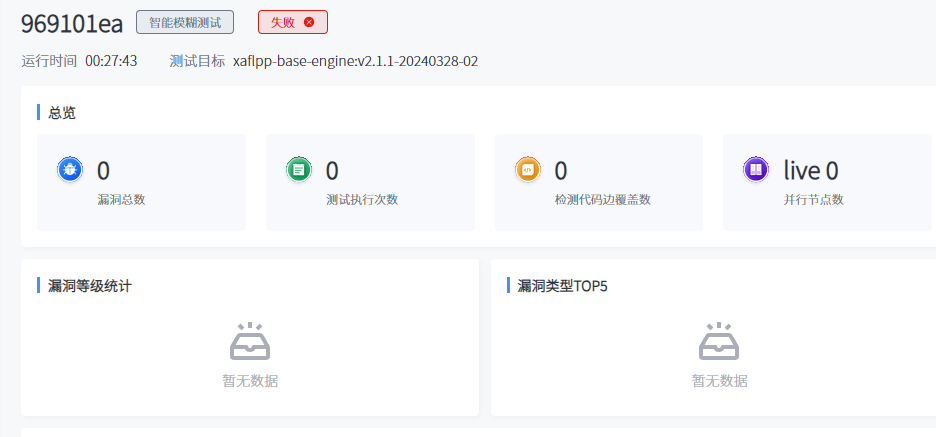 969101ea 智能模糊测试 失败
运行时间 00:27:43 测试目标 xaflpp-base-engine:v2.1.1-20240328-02
总览
0 0 0 live 0
漏洞总数 测试执行次数 检测代码边覆盖数 并行节点数
漏洞等级统计 漏洞类型TOP5
暂无数据 暂无数据